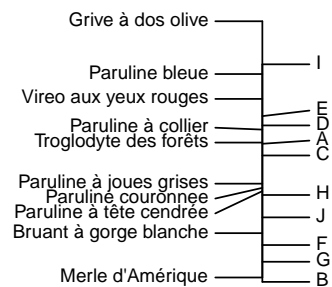 Grive à dos olive
I
Paruline bleue
Vireo aux yeux rouges
E
D
Paruline à collier
A
Troglodyte des forêts
C
Paruline à joues grises
Paruline couronnee
H
Paruline à tête cendrée
J
Bruant à gorge blanche
F
G
Merle d'Amérique
B